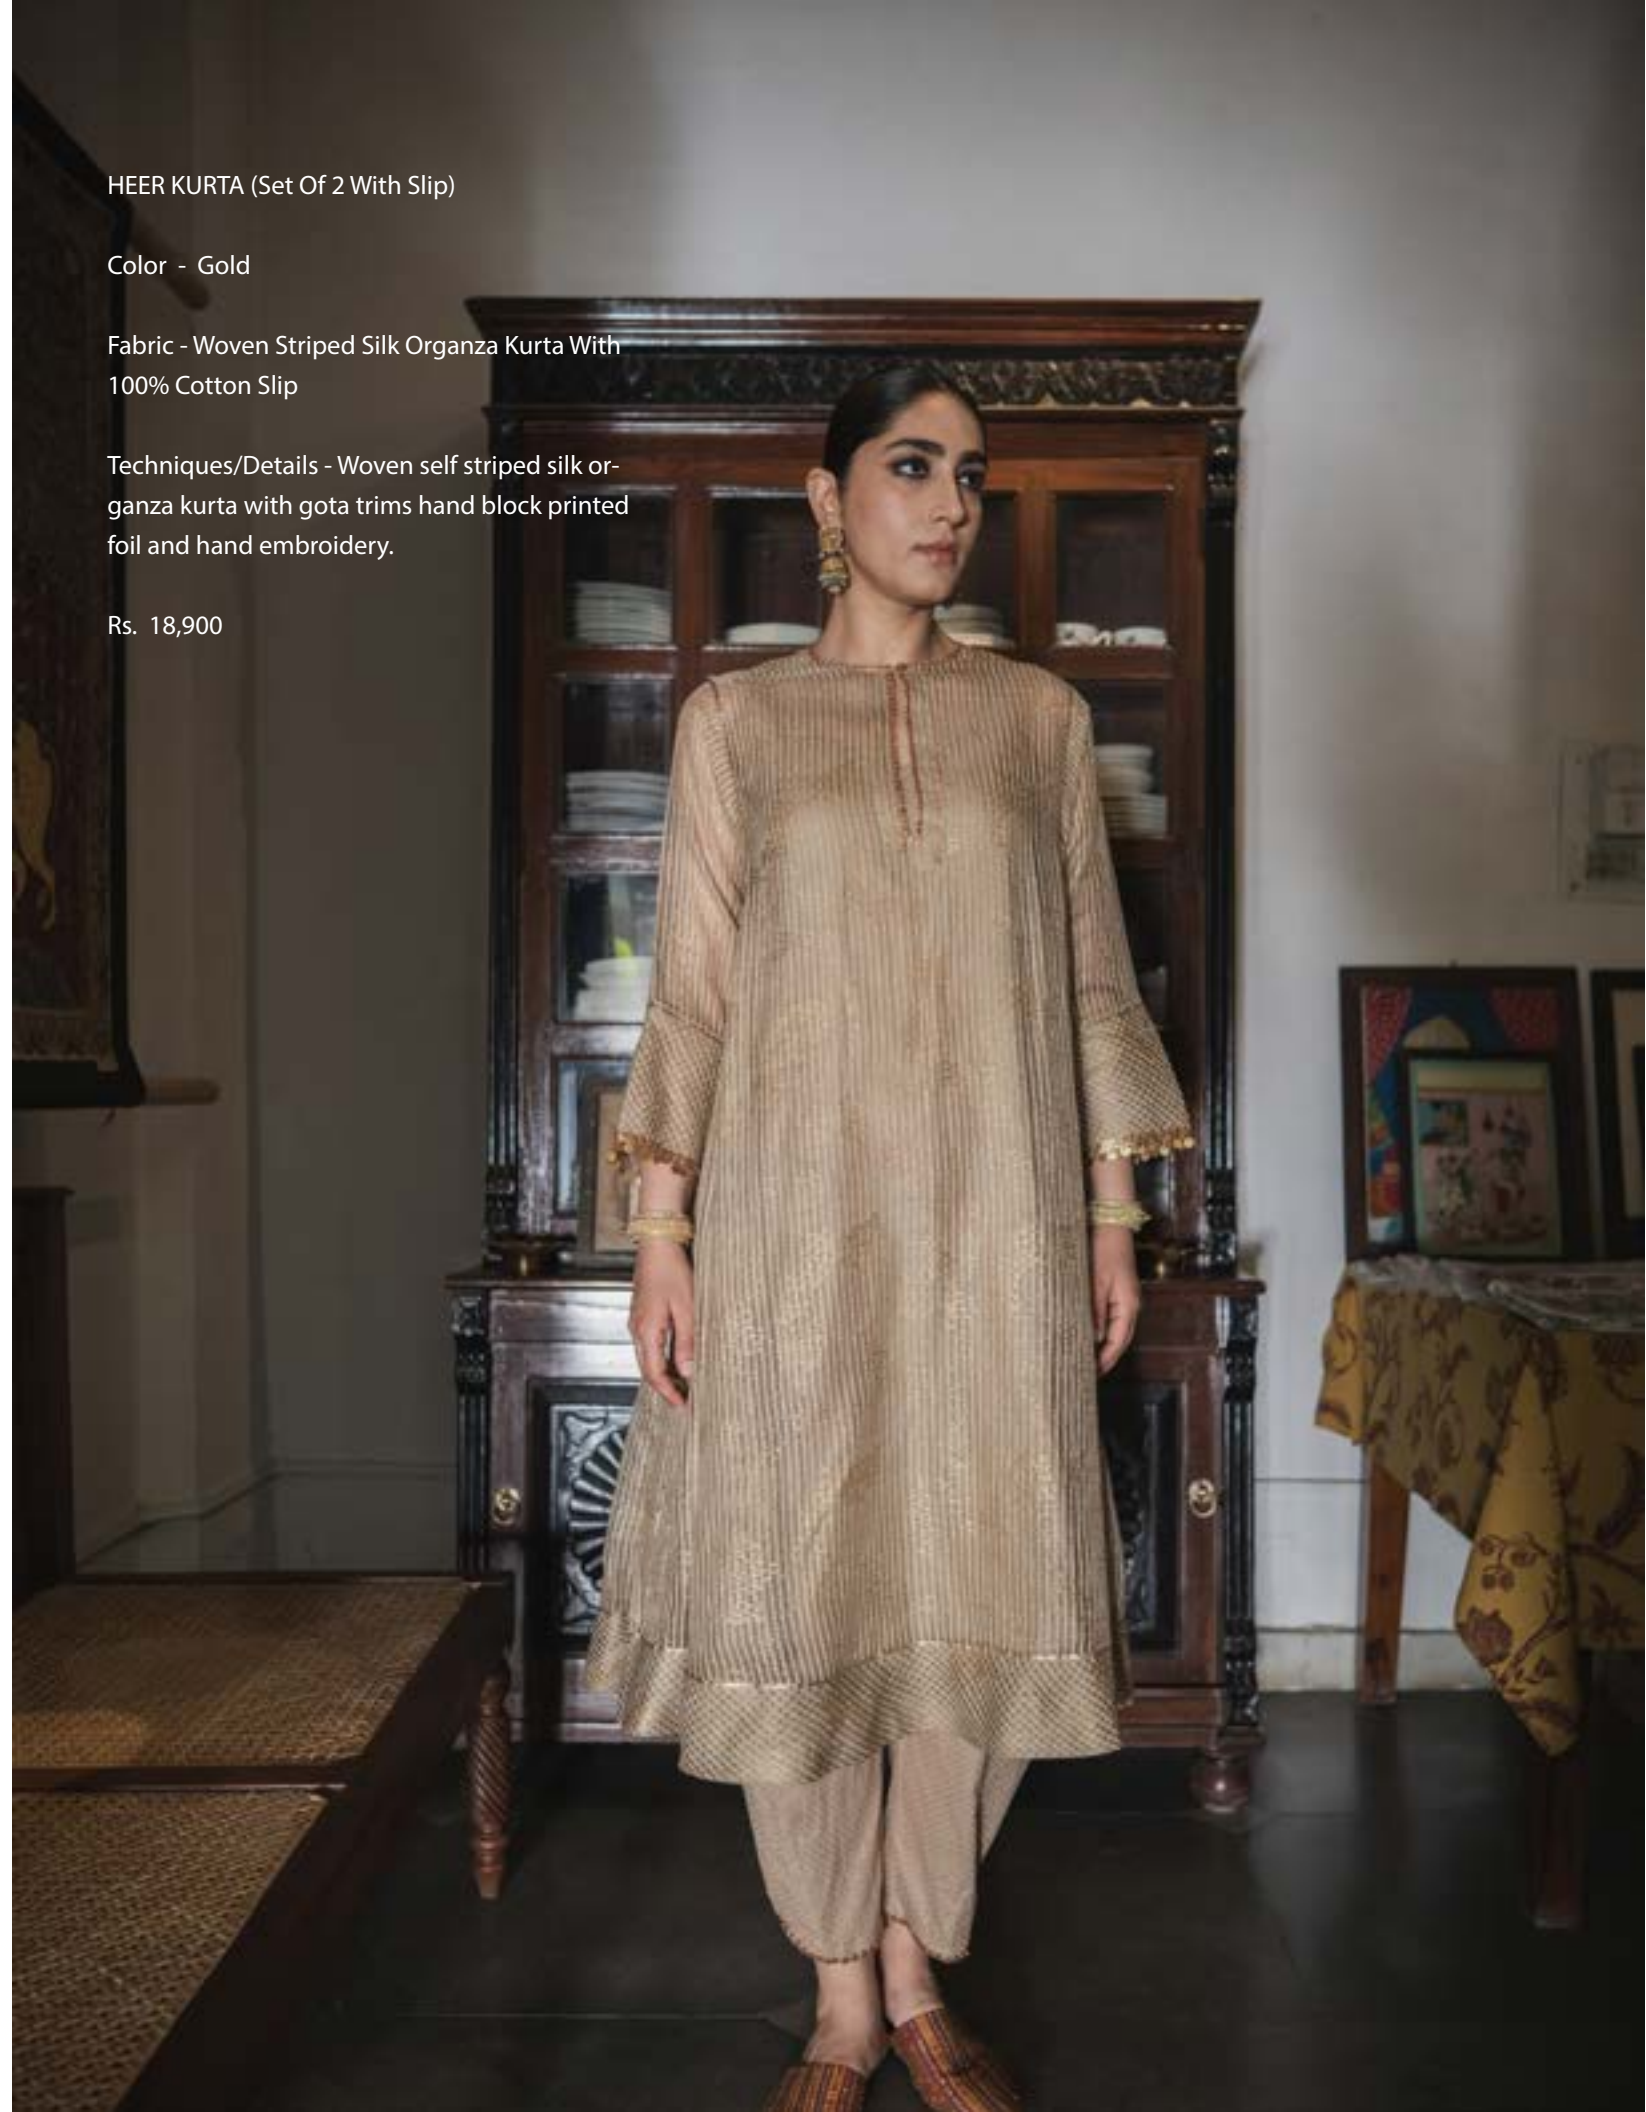 HEER KURTA (Set Of 2 With Slip)
Color - Gold
Fabric - Woven Striped Silk Organza Kurta With
100% Cotton Slip
Techniques/Details - Woven self striped silk or-
ganza kurta with gota trims hand block printed
foil and hand embroidery.
Rs. 18,900